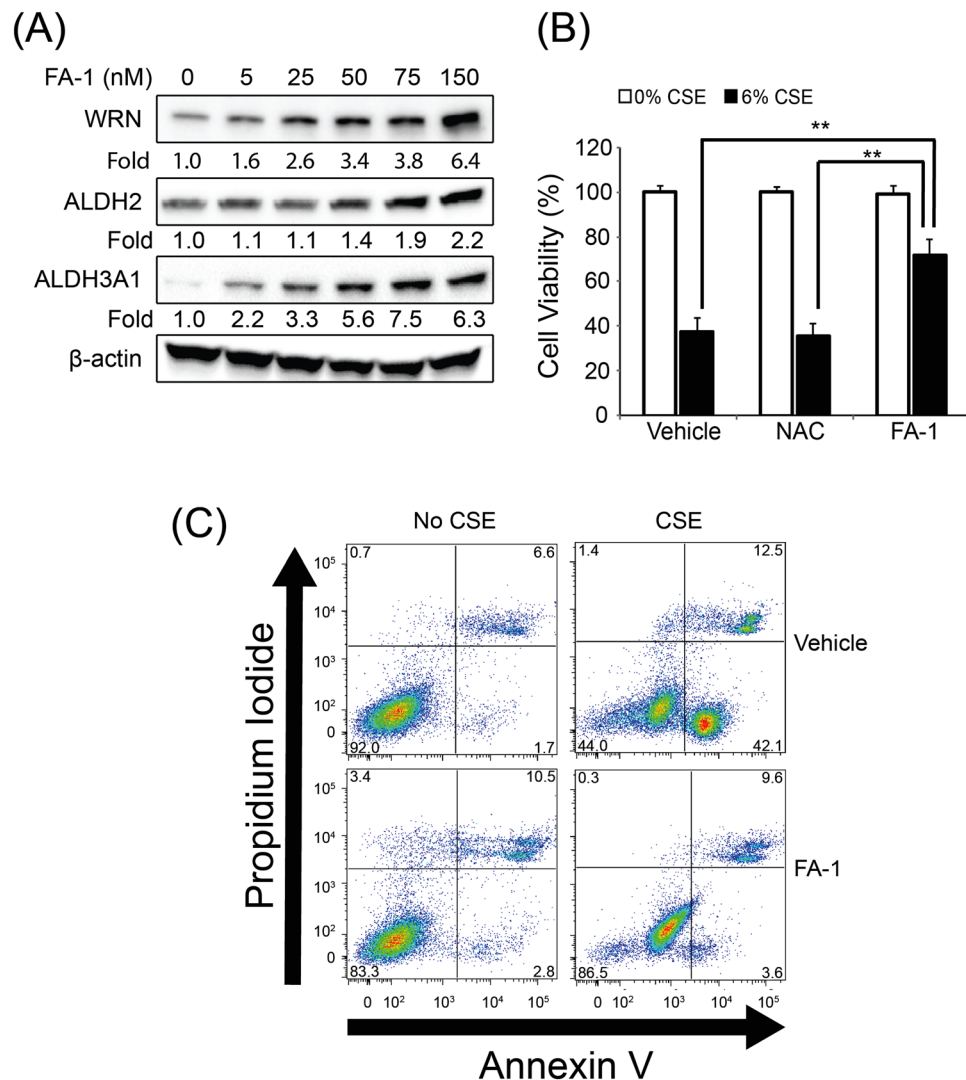 (A)
FA-1 (nM) 0 5 25 50 75 150
WRN
Fold 1.0 1.6 2.6 3.4 3.8 6.4
ALDH2
Fold 1.0 1.1 1.1 1.4 1.9 2.2
ALDH3A1
Fold 1.0 2.2 3.3 5.6 7.5 6.3
β-actin
(B)
0% CSE 6% CSE
**
**
Cell Viability (%)
120
100
80
60
40
20
0
Vehicle NAC FA-1
(C)
No CSE CSE
Propidium Iodide
10⁵
10⁴
10³
10²
0
0.7 6.6
92.0 1.7
1.4 12.5
44.0 42.1
Vehicle
10⁵
10⁴
10³
10²
0
3.4 10.5
83.3 2.8
0.3 9.6
86.5 3.6
FA-1
0 10² 10³ 10⁴ 10⁵ 0 10² 10³ 10⁴ 10⁵
Annexin V